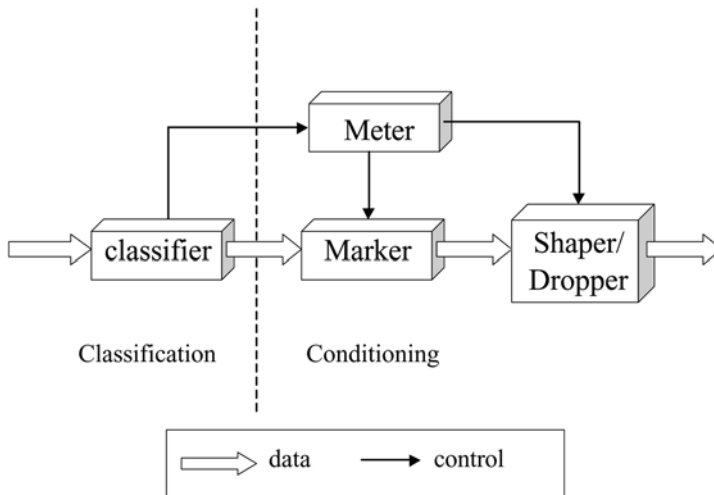 Meter
classifier
Marker
Shaper/
Dropper
Classification
Conditioning
data
control